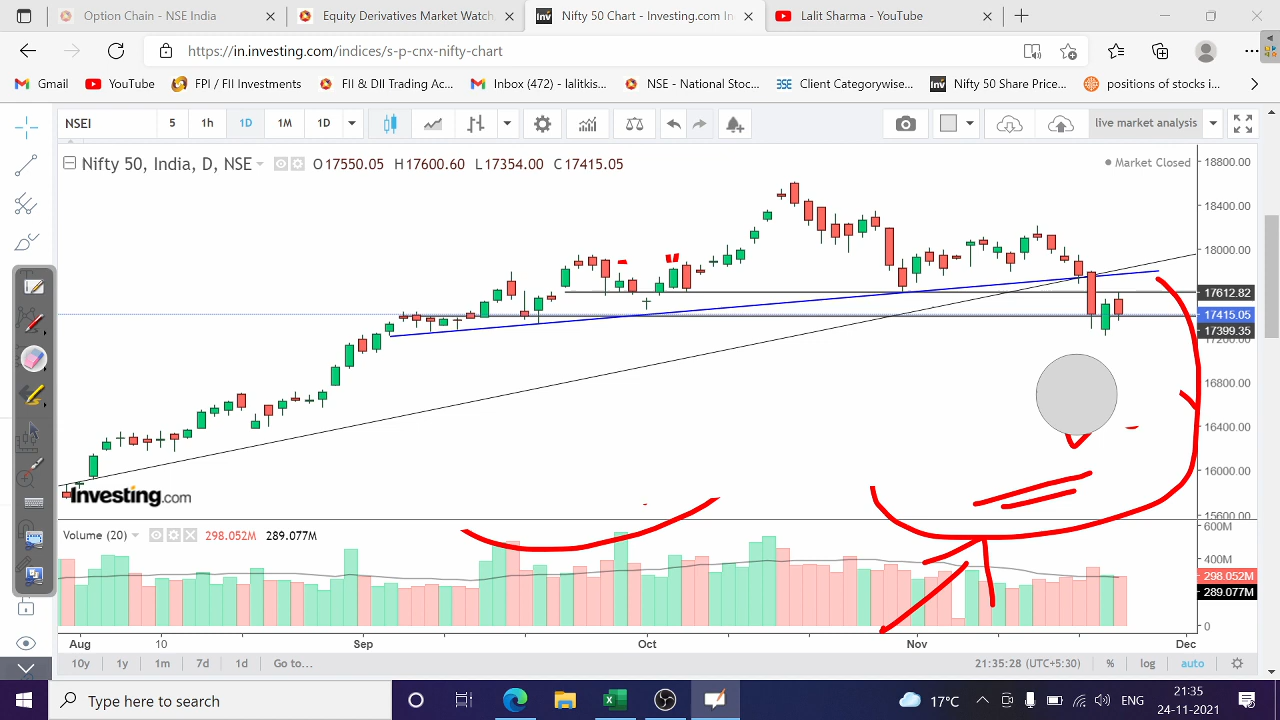 Option Chain - NSE India
Equity Derivatives Market Watch
Nifty 50 Chart - Investing.com In
Lalit Sharma - YouTube
https://in.investing.com/indices/s-p-cnx-nifty-chart
Gmail
YouTube
FPI / FII Investments
FII & DII Trading Ac...
Inbox (472) - lalitkis...
NSE - National Stoc...
Client Categorywise...
Nifty 50 Share Price...
positions of stocks i...
NSEI
5
1h
1D
1M
1D
live market analysis
Nifty 50, India, D, NSE
O17550.05 H17600.60 L17354.00 C17415.05
Market Closed
18800.00
18400.00
18000.00
17612.82
17415.05
17399.35
17200.00
16800.00
16400.00
16000.00
15600.00
Investing.com
Volume (20)
298.052M
289.077M
600M
400M
298.052M
289.077M
0
Aug
10
Sep
Oct
Nov
Dec
10y
1y
1m
7d
1d
Go to...
21:35:28 (UTC+5:30)
%
log
auto
Type here to search
17°C
ENG
21:35
24-11-2021